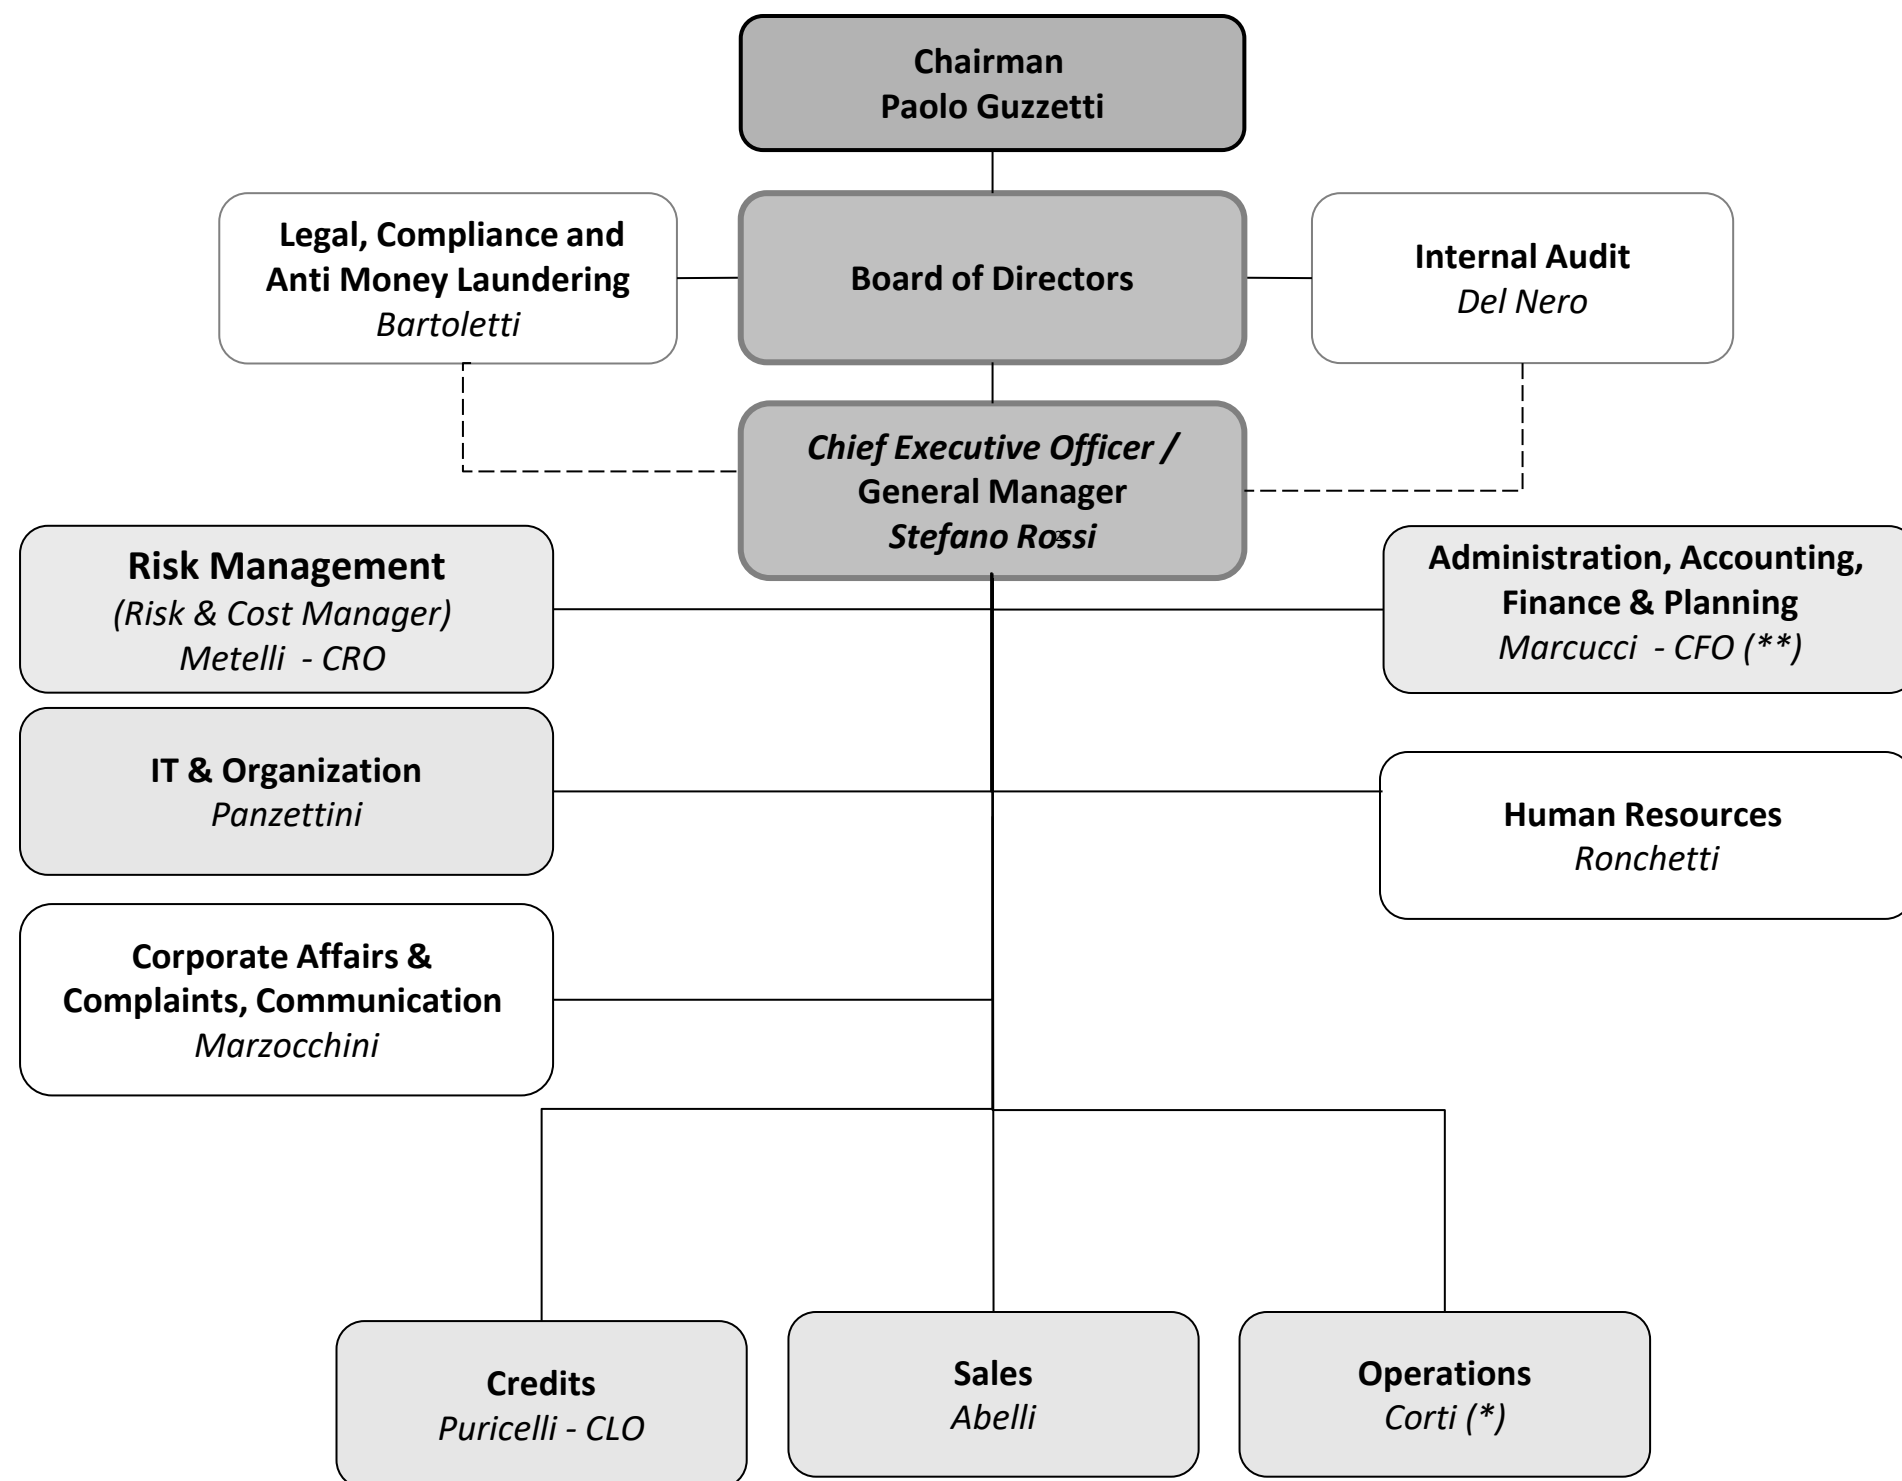 Chairman
Paolo Guzzetti
Legal, Compliance and
Anti Money Laundering
Bartoletti
Board of Directors
Internal Audit
Del Nero
Chief Executive Officer /
General Manager
Stefano Rossi
2
Risk Management
(Risk & Cost Manager)
Metelli - CRO
Administration, Accounting,
Finance & Planning
Marcucci - CFO (**)
IT & Organization
Panzettini
Human Resources
Ronchetti
Corporate Affairs &
Complaints, Communication
Marzocchini
Credits
Puricelli - CLO
Sales
Abelli
Operations
Corti (*)